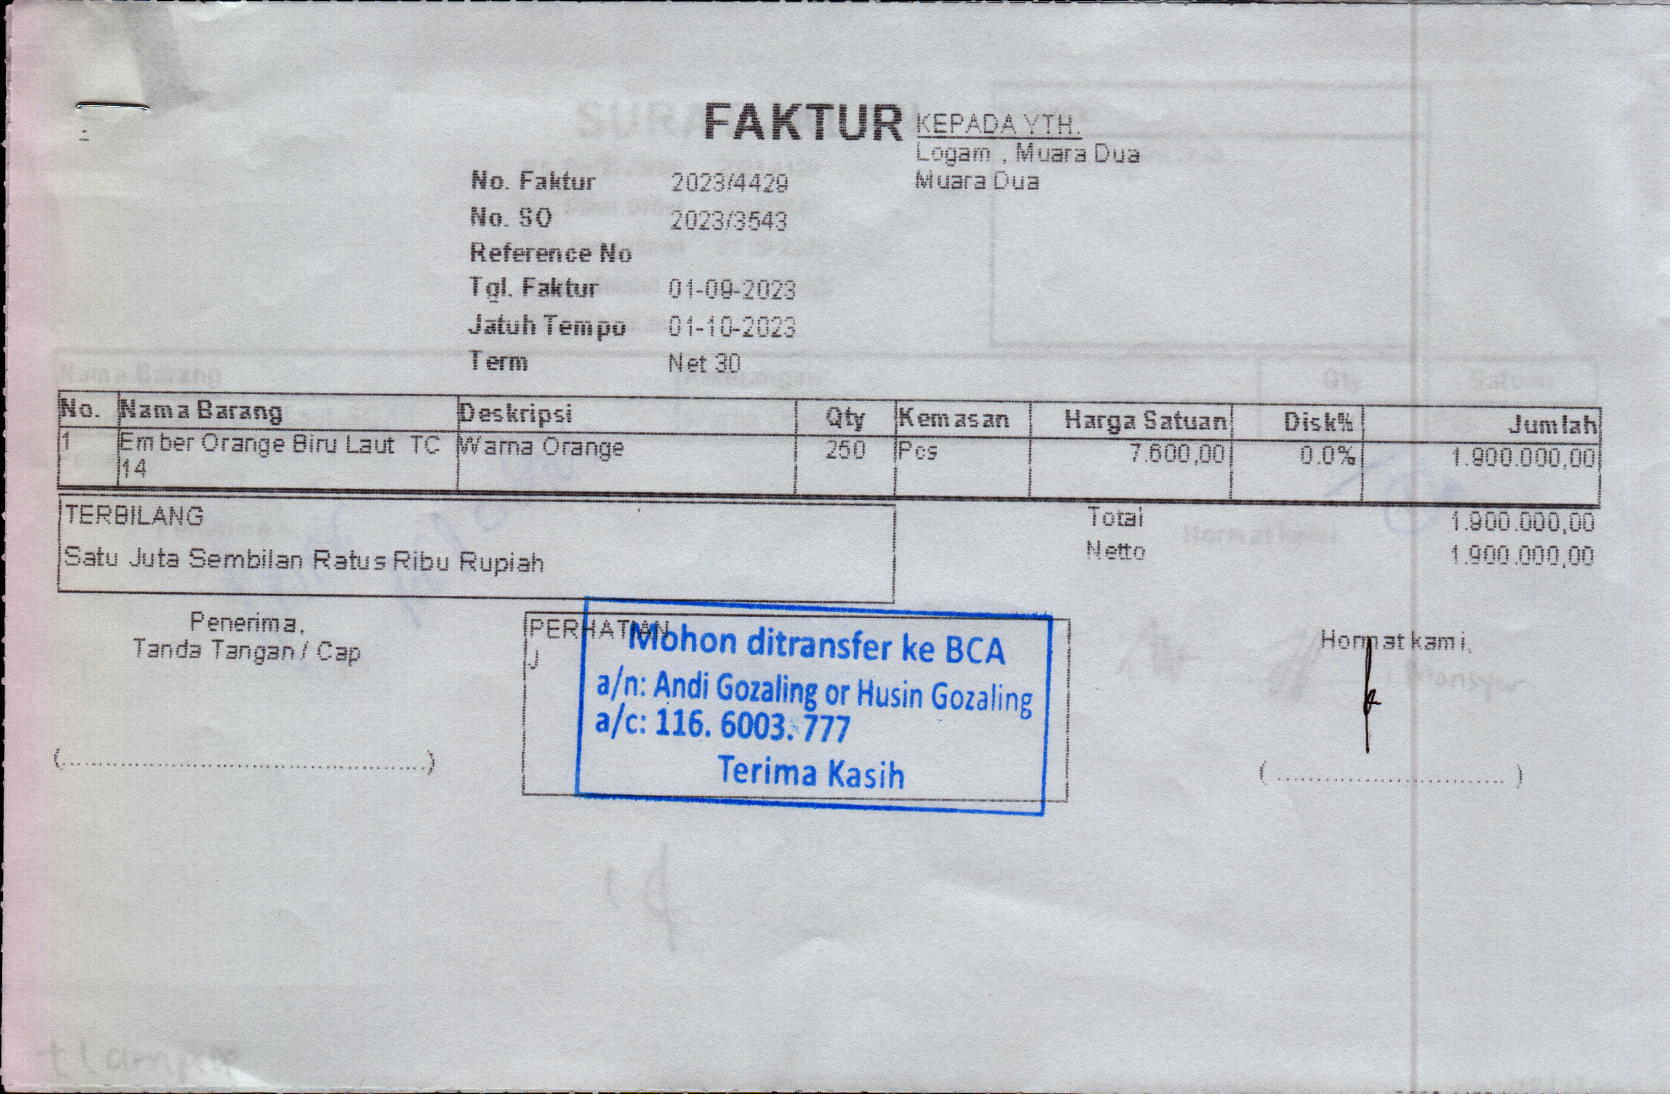 FAKTUR
KEPADA YTH.
Logam , Muara Dua
Muara Dua
No. Faktur 2023/4429
No. SO 2023/3543
Reference No
Tgl. Faktur 01-09-2023
Jatuh Tempo 01-10-2023
Term Net 30
No. Nama Barang Deskripsi Qty Kemasan Harga Satuan Disk% Jumlah
1 Ember Orange Biru Laut TC Warna Orange 250 Pcs 7.600,00 0.0% 1.900.000,00
14
TERBILANG
Satu Juta Sembilan Ratus Ribu Rupiah
Total 1.900.000,00
Netto 1.900.000,00
Penerima,
Tanda Tangan / Cap
PERHATIAN
Mohon ditransfer ke BCA
a/n: Andi Gozaling or Husin Gozaling
a/c: 116. 6003. 777
Terima Kasih
Hormat kami,